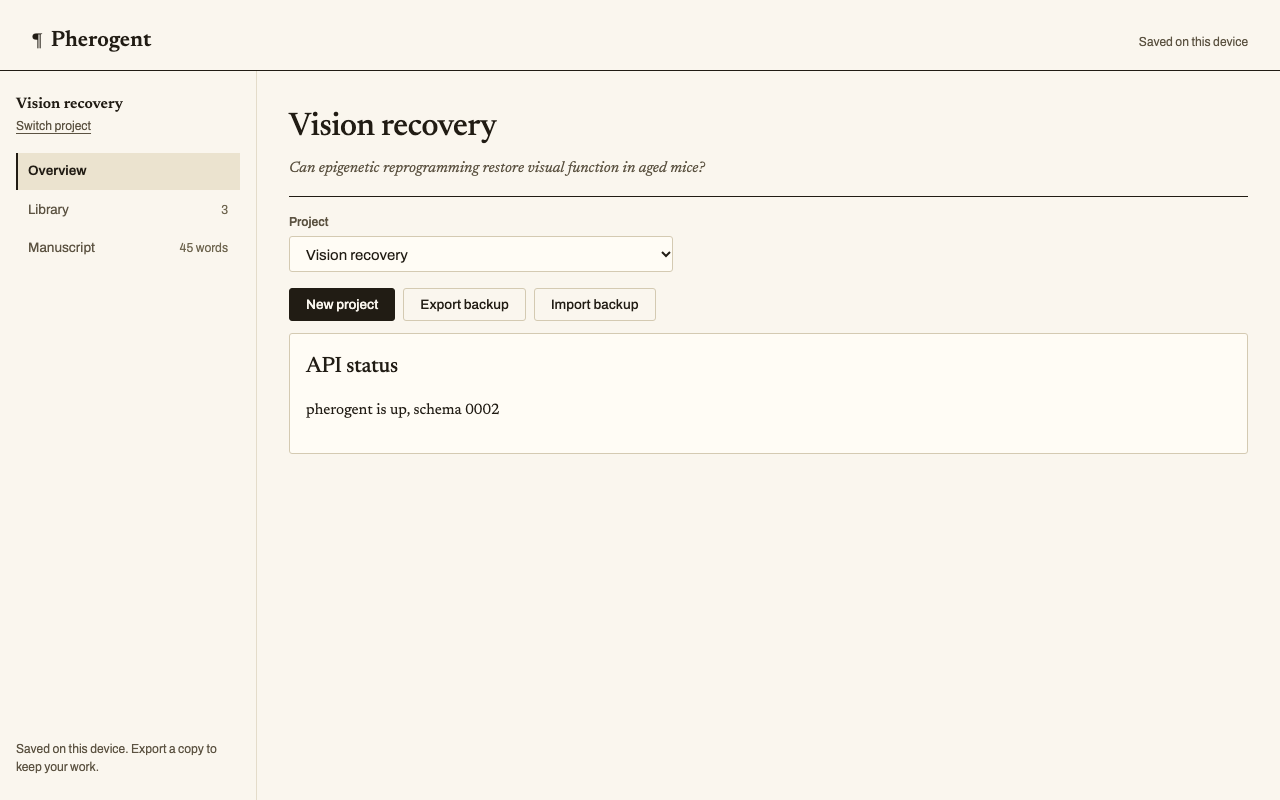 ¶ Pherogent
Saved on this device
Vision recovery
Switch project
Overview
Library 3
Manuscript 45 words
Saved on this device. Export a copy to
keep your work.
Vision recovery
Can epigenetic reprogramming restore visual function in aged mice?
Project
Vision recovery
New project Export backup Import backup
API status
pherogent is up, schema 0002